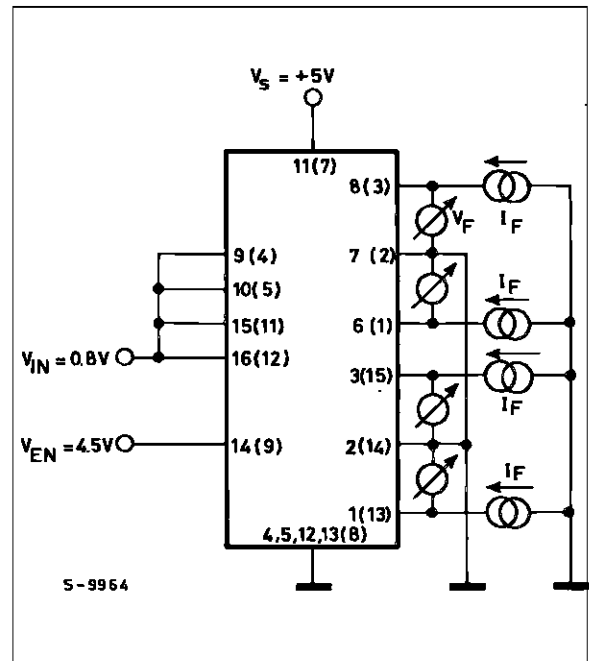 VS = +5V
11(7)
8(3)
IF
VF
9(4)
7 (2)
10(5)
IF
15(11)
6(1)
VIN = 0.8V
16(12)
3(15)
IF
VEN = 4.5V
14(9)
2(14)
IF
1(13)
4,5,12,13(8)
S-9964